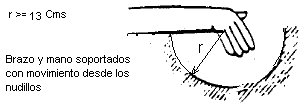 r >= 13 Cms
r
Brazo y mano soportados
con movimiento desde los
nudillos